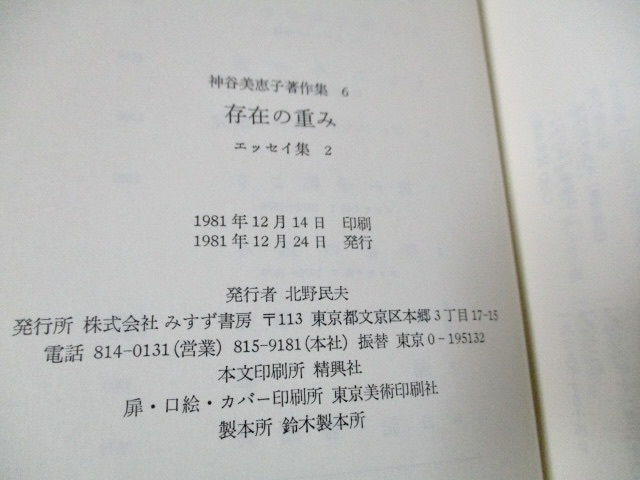 神谷美恵子著作集 6
存在の重み
エッセイ集 2
1981年12月14日 印刷
1981年12月24日 発行
発行者 北野民夫
発行所 株式会社 みすず書房 〒113 東京都文京区本郷3丁目17-15
電話 814-0131(営業) 815-9181(本社) 振替 東京0-195132
本文印刷所 精興社
扉・口絵・カバー印刷所 東京美術印刷社
製本所 鈴木製本所